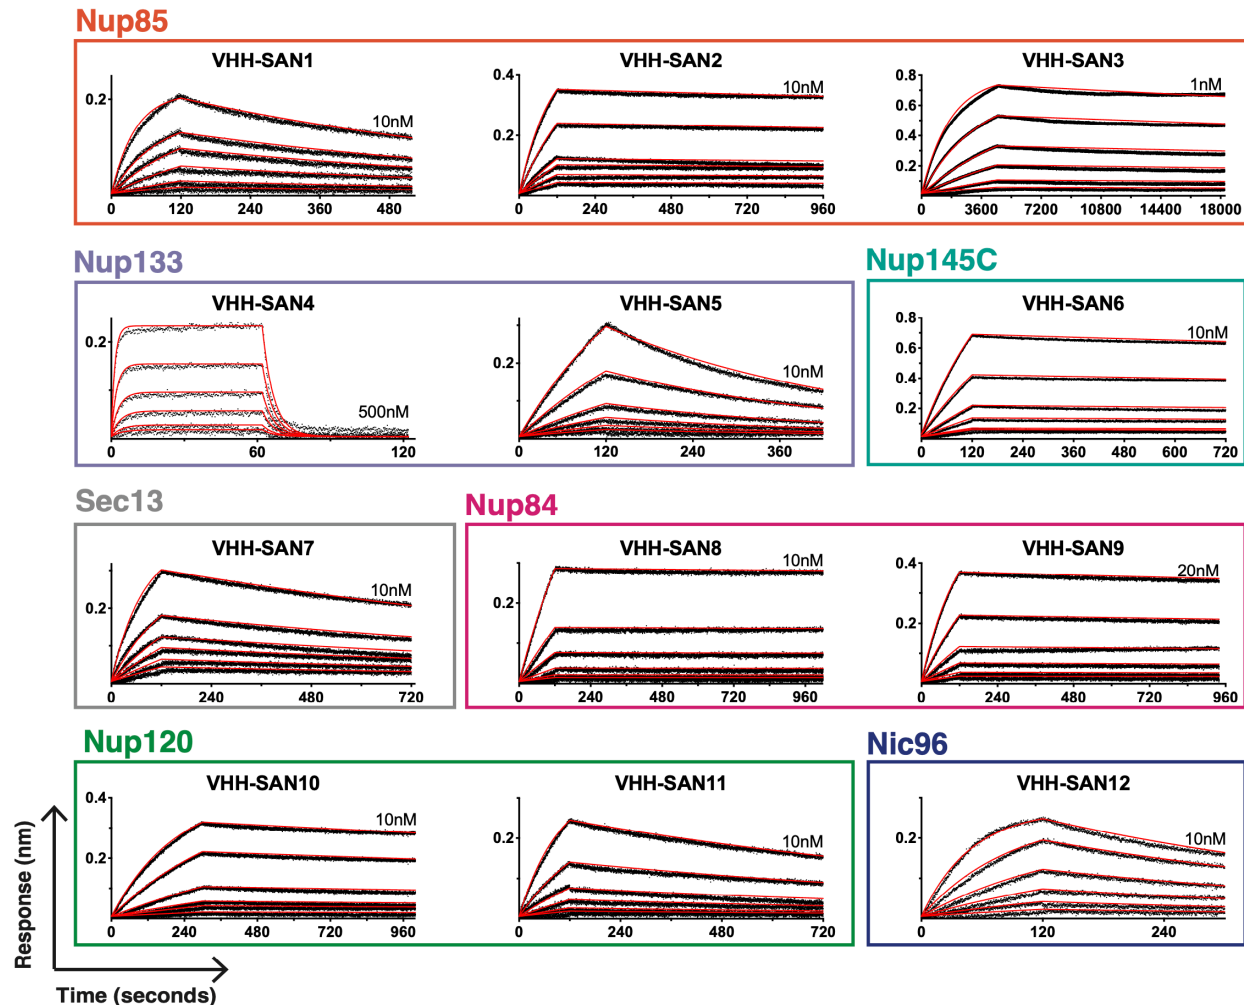 Nup85
VHH-SAN1 VHH-SAN2 VHH-SAN3
0.2 10nM 0 120 240 360 480
0.4 0.2 10nM 0 240 480 720 960
0.8 0.6 0.4 0.2 1nM 0 3600 7200 10800 14400 18000
Nup133 Nup145C
VHH-SAN4 VHH-SAN5 VHH-SAN6
0.2 500nM 0 60 120
0.2 10nM 0 120 240 360
0.8 0.6 0.4 0.2 10nM 0 120 240 360 480 600 720
Sec13 Nup84
VHH-SAN7 VHH-SAN8 VHH-SAN9
0.2 10nM 0 240 480 720
0.2 10nM 0 240 480 720 960
0.4 0.2 20nM 0 240 480 720 960
Nup120 Nic96
VHH-SAN10 VHH-SAN11 VHH-SAN12
0.4 0.2 10nM 0 240 480 720 960
0.2 10nM 0 240 480 720
0.2 10nM 0 120 240
Response (nm)
Time (seconds)